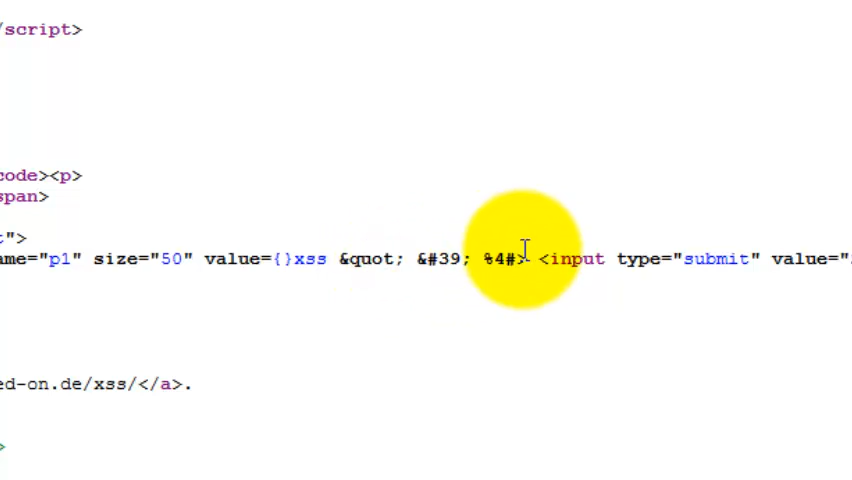 /script>
code><p>
span>
t">
ame="p1" size="50" value={}xss &quot; &#39; %4#> <input type="submit" value="
ed-on.de/xss/</a>.
>